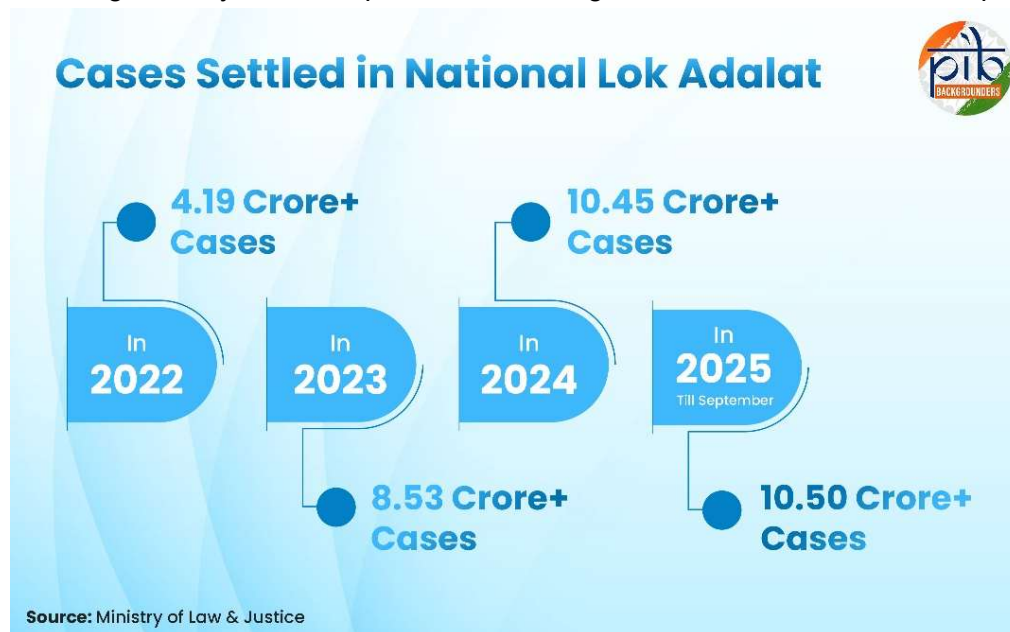 Cases Settled in National Lok Adalat
pib
BACKGROUNDERS
4.19 Crore+
Cases
10.45 Crore+
Cases
In
2022
In
2023
In
2024
In
2025
Till September
8.53 Crore+
Cases
10.50 Crore+
Cases
Source: Ministry of Law & Justice